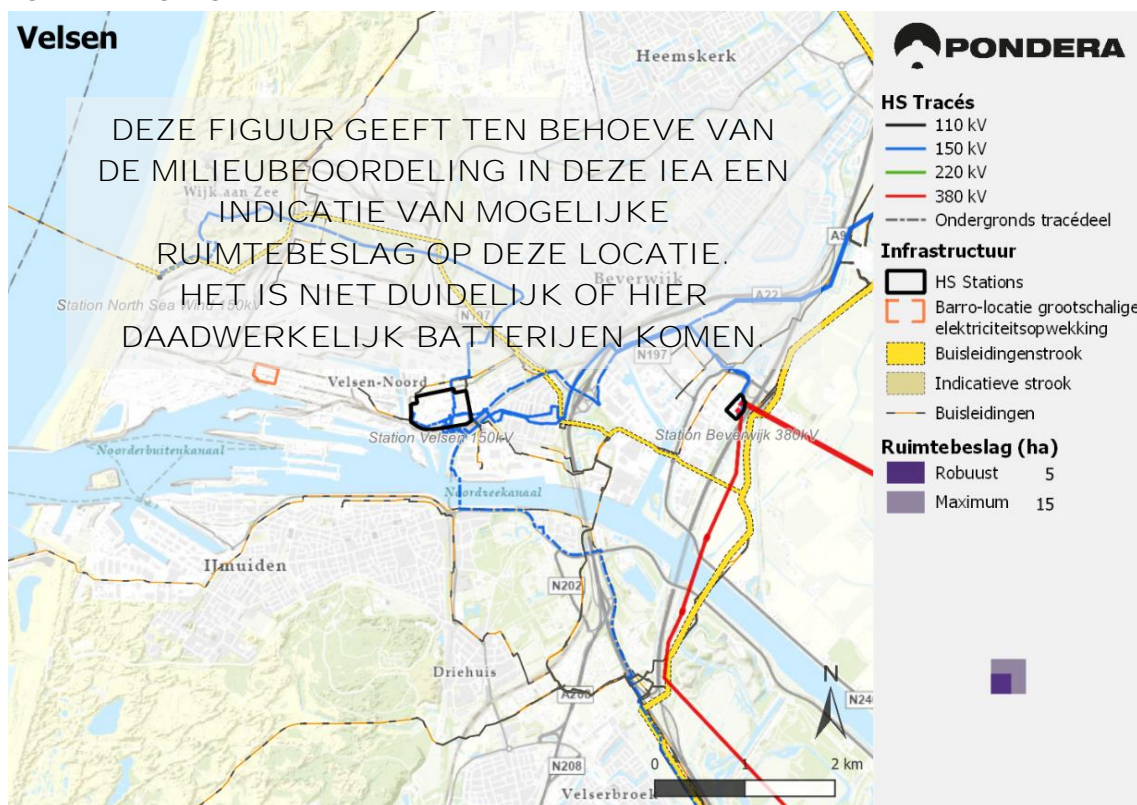 Velsen
Heemskerk
A9
DEZE FIGUUR GEEFT TEN BEHOEVE VAN
DE MILIEUBEOORDELING IN DEZE IEA EEN
INDICATIE VAN MOGELIJKE
RUIMTEBESLAG OP DEZE LOCATIE.
HET IS NIET DUIDELIJK OF HIER
DAADWERKELIJK BATTERIJEN KOMEN.
Wijk aan Zee
Beverwijk
A22
Station North Sea Wind 150kV
N197
N197
Velsen-Noord
Station Velsen 150kV
Station Beverwijk 380kV
Noorderbuitenkanaal
Noordzeekanaal
IJmuiden
N202
Driehuis
A208
N208
Velserbroek
N
0 1 2 km
PONDERA
HS Tracés
110 kV
150 kV
220 kV
380 kV
Ondergronds tracédeel
Infrastructuur
HS Stations
Barro-locatie grootschalige
elektriciteitsopwekking
Buisleidingenstrook
Indicatieve strook
Buisleidingen
Ruimtebeslag (ha)
Robuust 5
Maximum 15